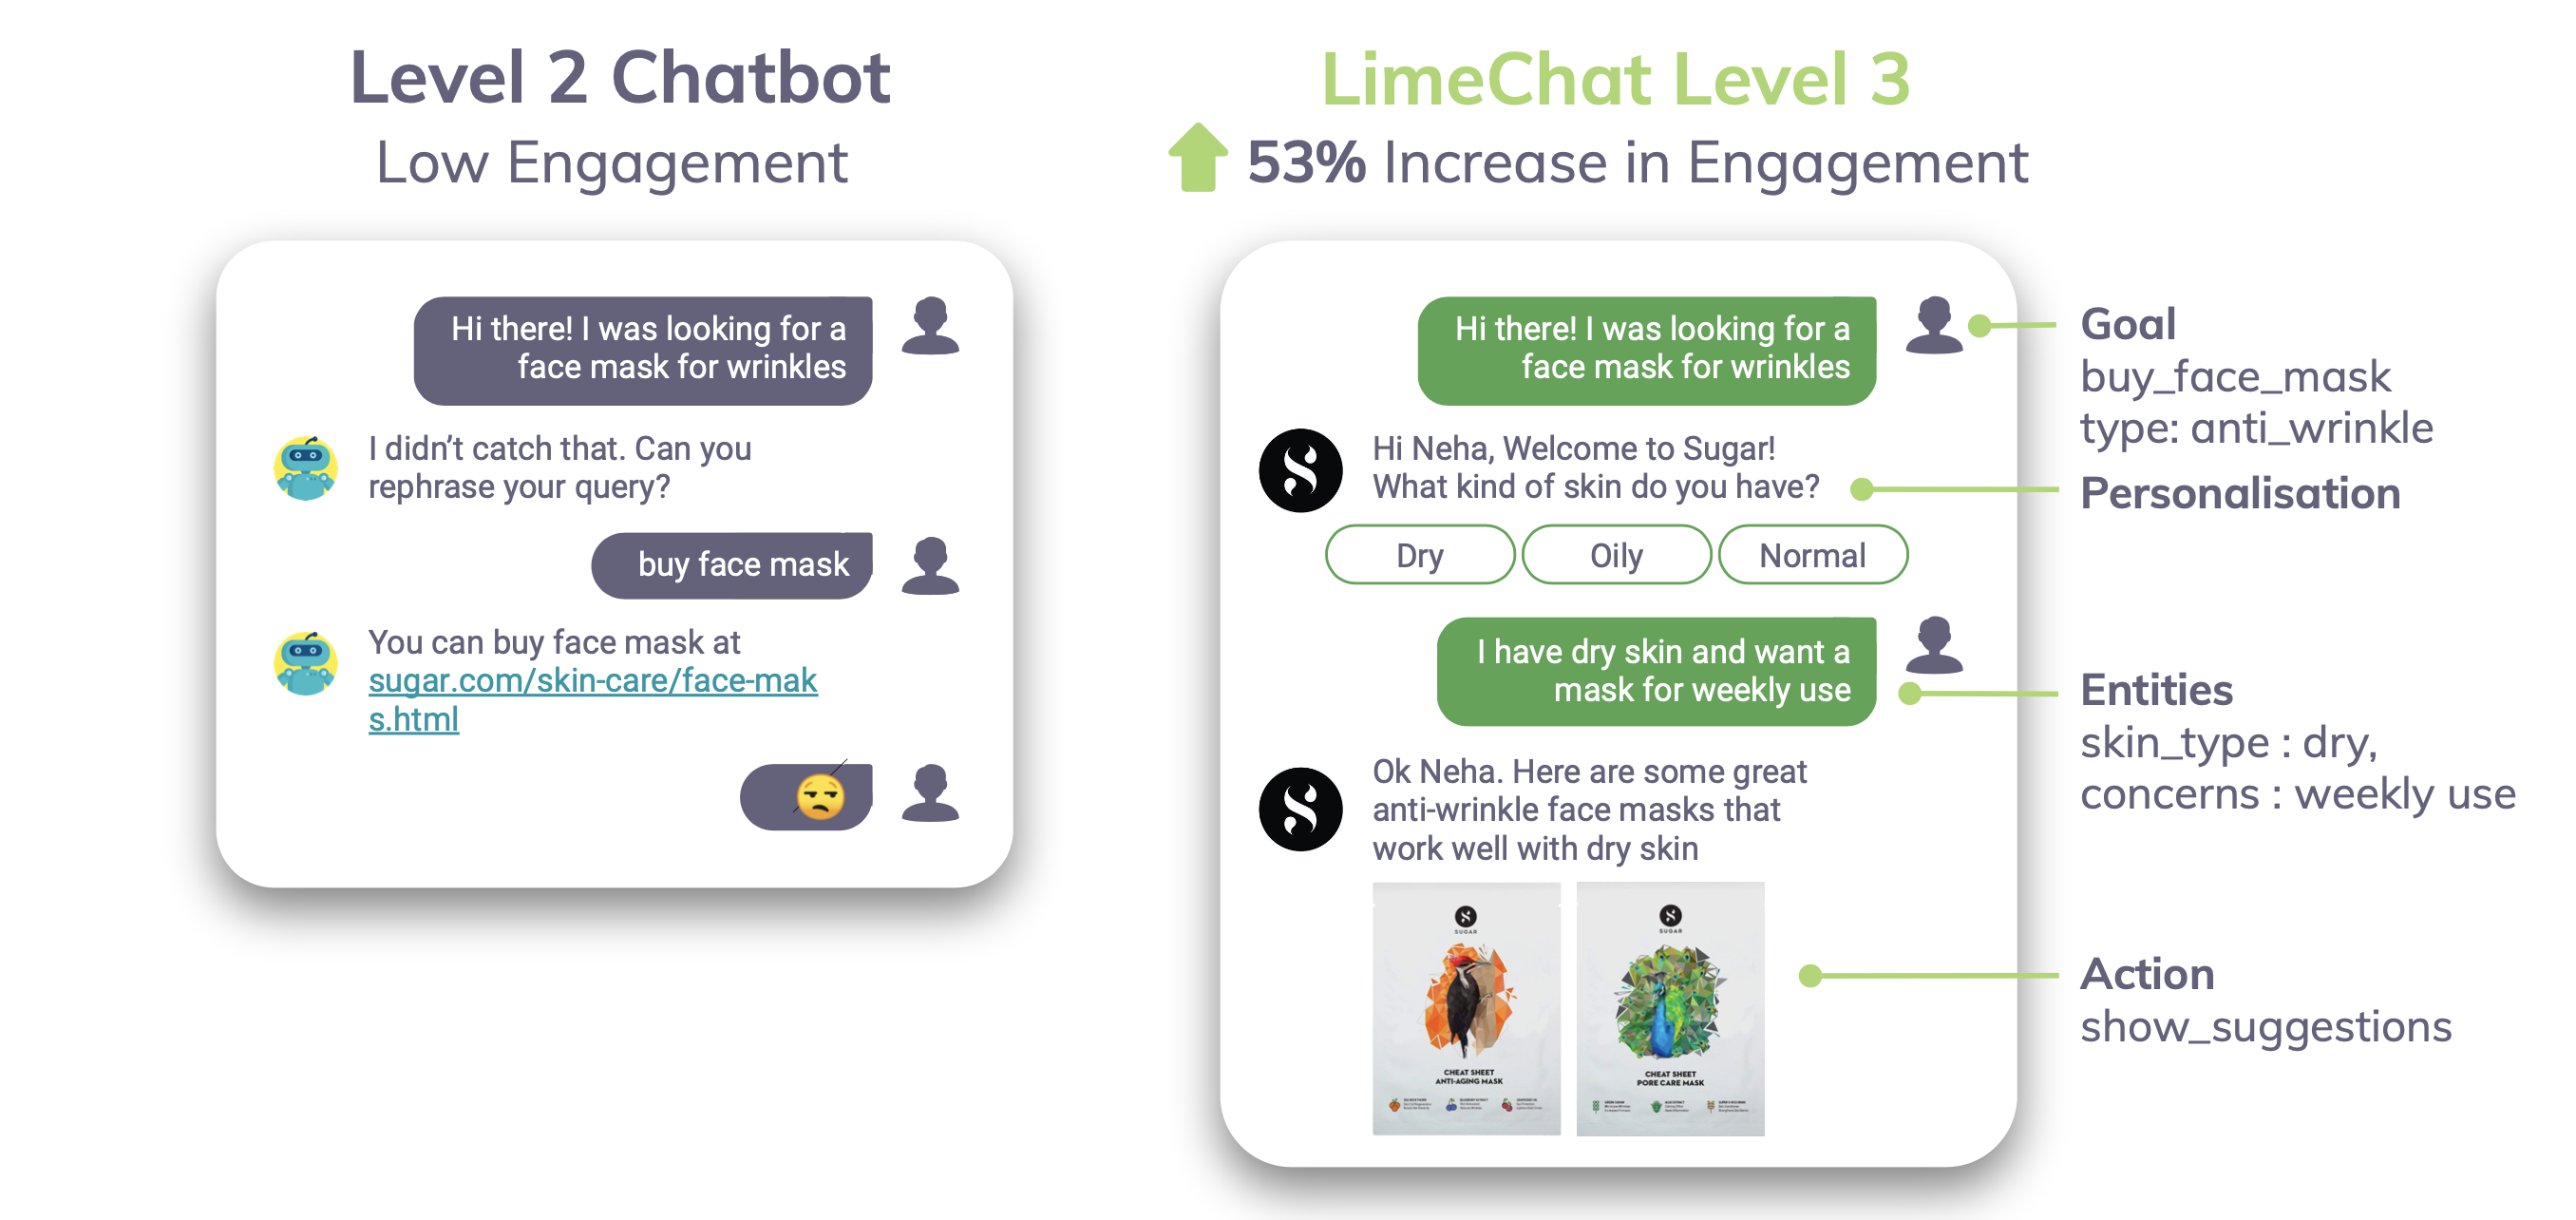 Level 2 Chatbot
Low Engagement
Hi there! I was looking for a
face mask for wrinkles
I didn’t catch that. Can you
rephrase your query?
buy face mask
You can buy face mask at
sugar.com/skin-care/face-mak
s.html
LimeChat Level 3
53% Increase in Engagement
Hi there! I was looking for a
face mask for wrinkles
Hi Neha, Welcome to Sugar!
What kind of skin do you have?
Dry Oily Normal
I have dry skin and want a
mask for weekly use
Ok Neha. Here are some great
anti-wrinkle face masks that
work well with dry skin
SUGAR
CHEAT SHEET
ANTI-AGING MASK
SUGAR
CHEAT SHEET
PORE CARE MASK
Goal
buy_face_mask
type: anti_wrinkle
Personalisation
Entities
skin_type : dry,
concerns : weekly use
Action
show_suggestions